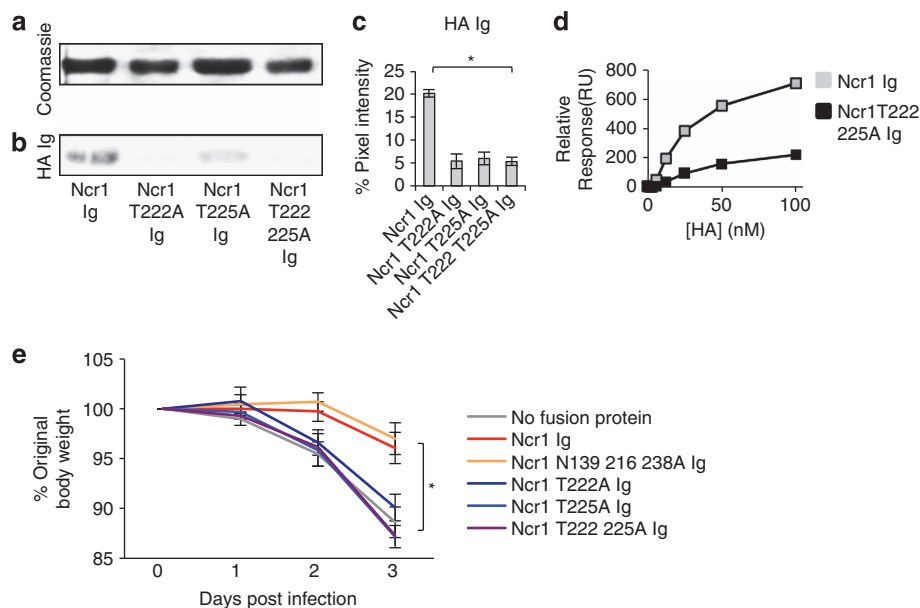 a
Coomassie
b
HA Ig
Ncr1
Ig
Ncr1
T222A
Ig
Ncr1
T225A
Ig
Ncr1
T222
225A
Ig
c
HA Ig
*
% Pixel intensity
25
20
15
10
5
0
Ncr1 Ig
Ncr1 T222A Ig
Ncr1 T225A Ig
Ncr1 T222 T225A Ig
d
Relative
Response(RU)
800
600
400
200
0
0
50
100
[HA] (nM)
Ncr1 Ig
Ncr1T222
225A Ig
e
% Original
body weight
105
100
95
90
85
0
1
2
3
Days post infection
*
No fusion protein
Ncr1 Ig
Ncr1 N139 216 238A Ig
Ncr1 T222A Ig
Ncr1 T225A Ig
Ncr1 T222 225A Ig